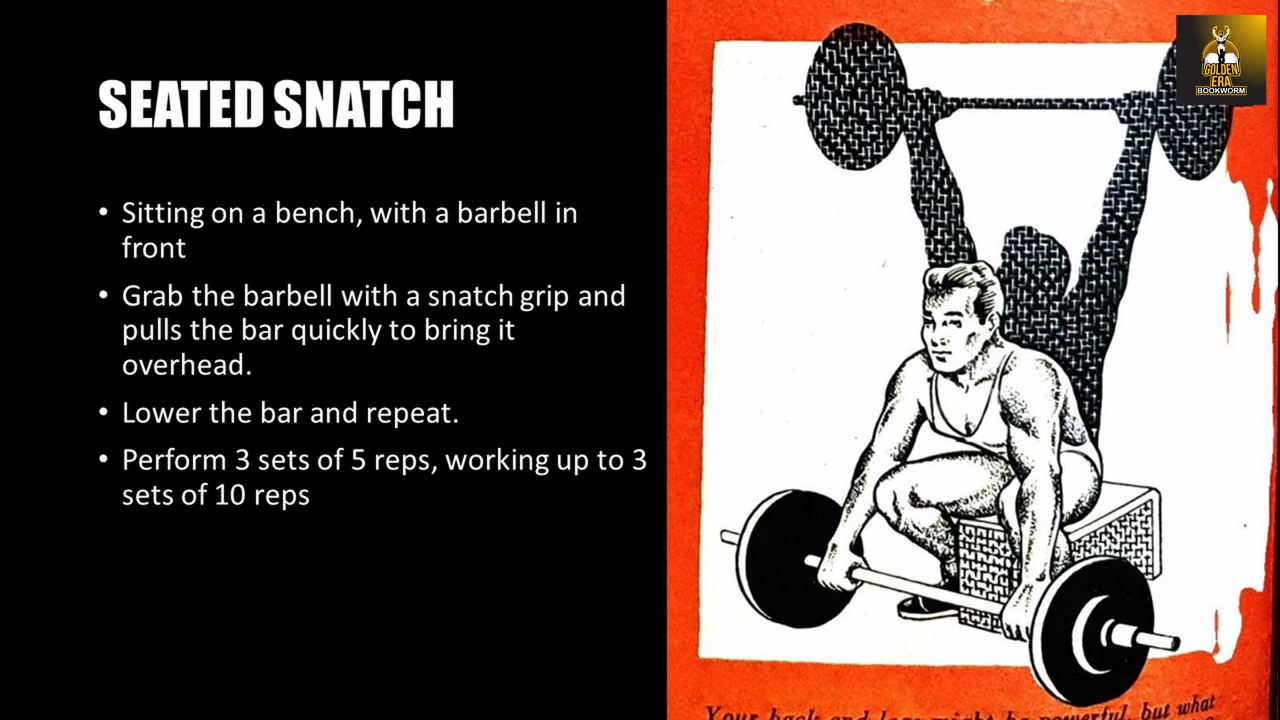 SEATED SNATCH
• Sitting on a bench, with a barbell in
front
• Grab the barbell with a snatch grip and
pulls the bar quickly to bring it
overhead.
• Lower the bar and repeat.
• Perform 3 sets of 5 reps, working up to 3
sets of 10 reps
GOLDEN
ERA
BOOKWORM
Your back and legs might be powerful, but what